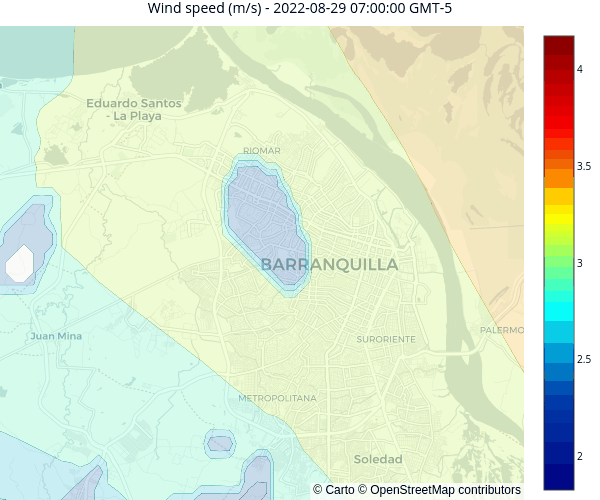 Wind speed (m/s) - 2022-08-29 07:00:00 GMT-5
Eduardo Santos
- La Playa
RIOMAR
BARRANQUILLA
Juan Mina
SURORIENTE
PALERMO
METROPOLITANA
Soledad
© Carto © OpenStreetMap contributors
4
3.5
3
2.5
2